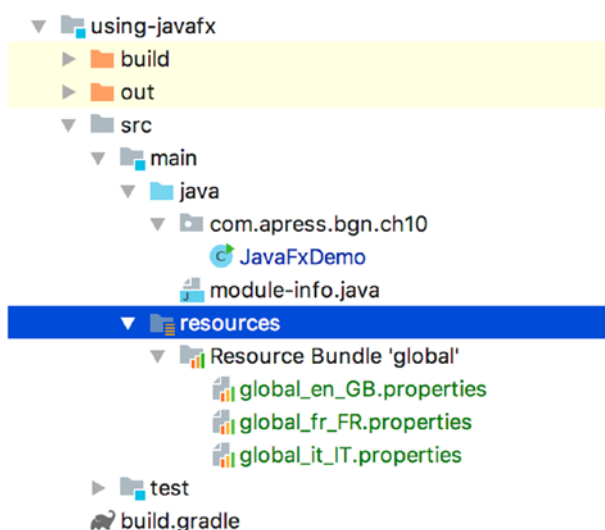 using-javafx
build
out
src
main
java
com.apress.bgn.ch10
JavaFxDemo
module-info.java
resources
Resource Bundle 'global'
global_en_GB.properties
global_fr_FR.properties
global_it_IT.properties
test
build.gradle